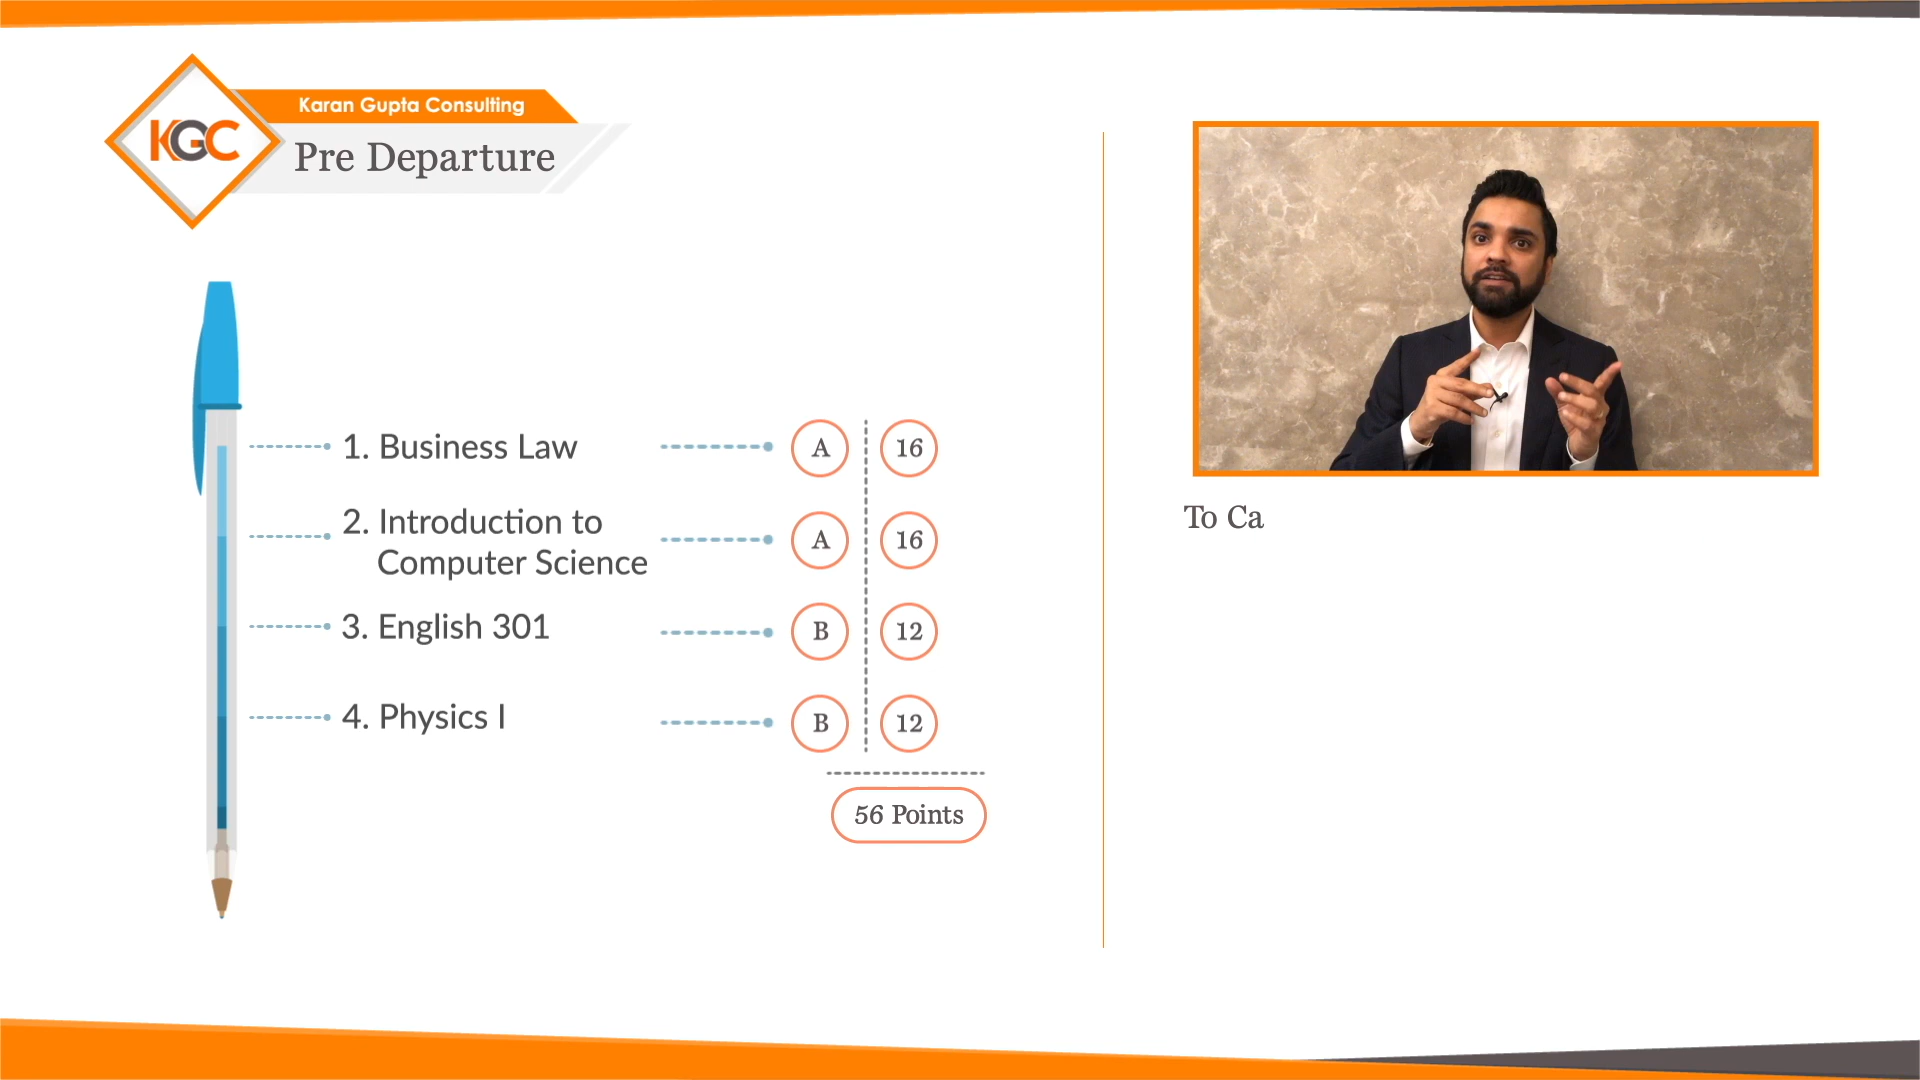 KGC
Karan Gupta Consulting
Pre Departure
1. Business Law
A
16
2. Introduction to
Computer Science
A
16
3. English 301
B
12
4. Physics I
B
12
56 Points
To Ca